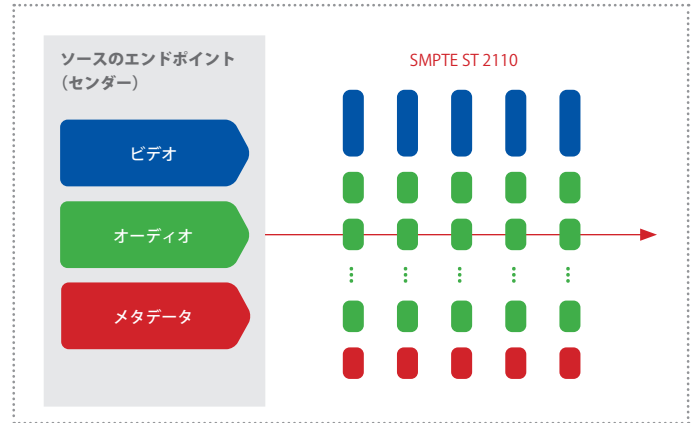 ソースのエンドポイント
（センダー）
SMPTE ST 2110
ビデオ
オーディオ
メタデータ